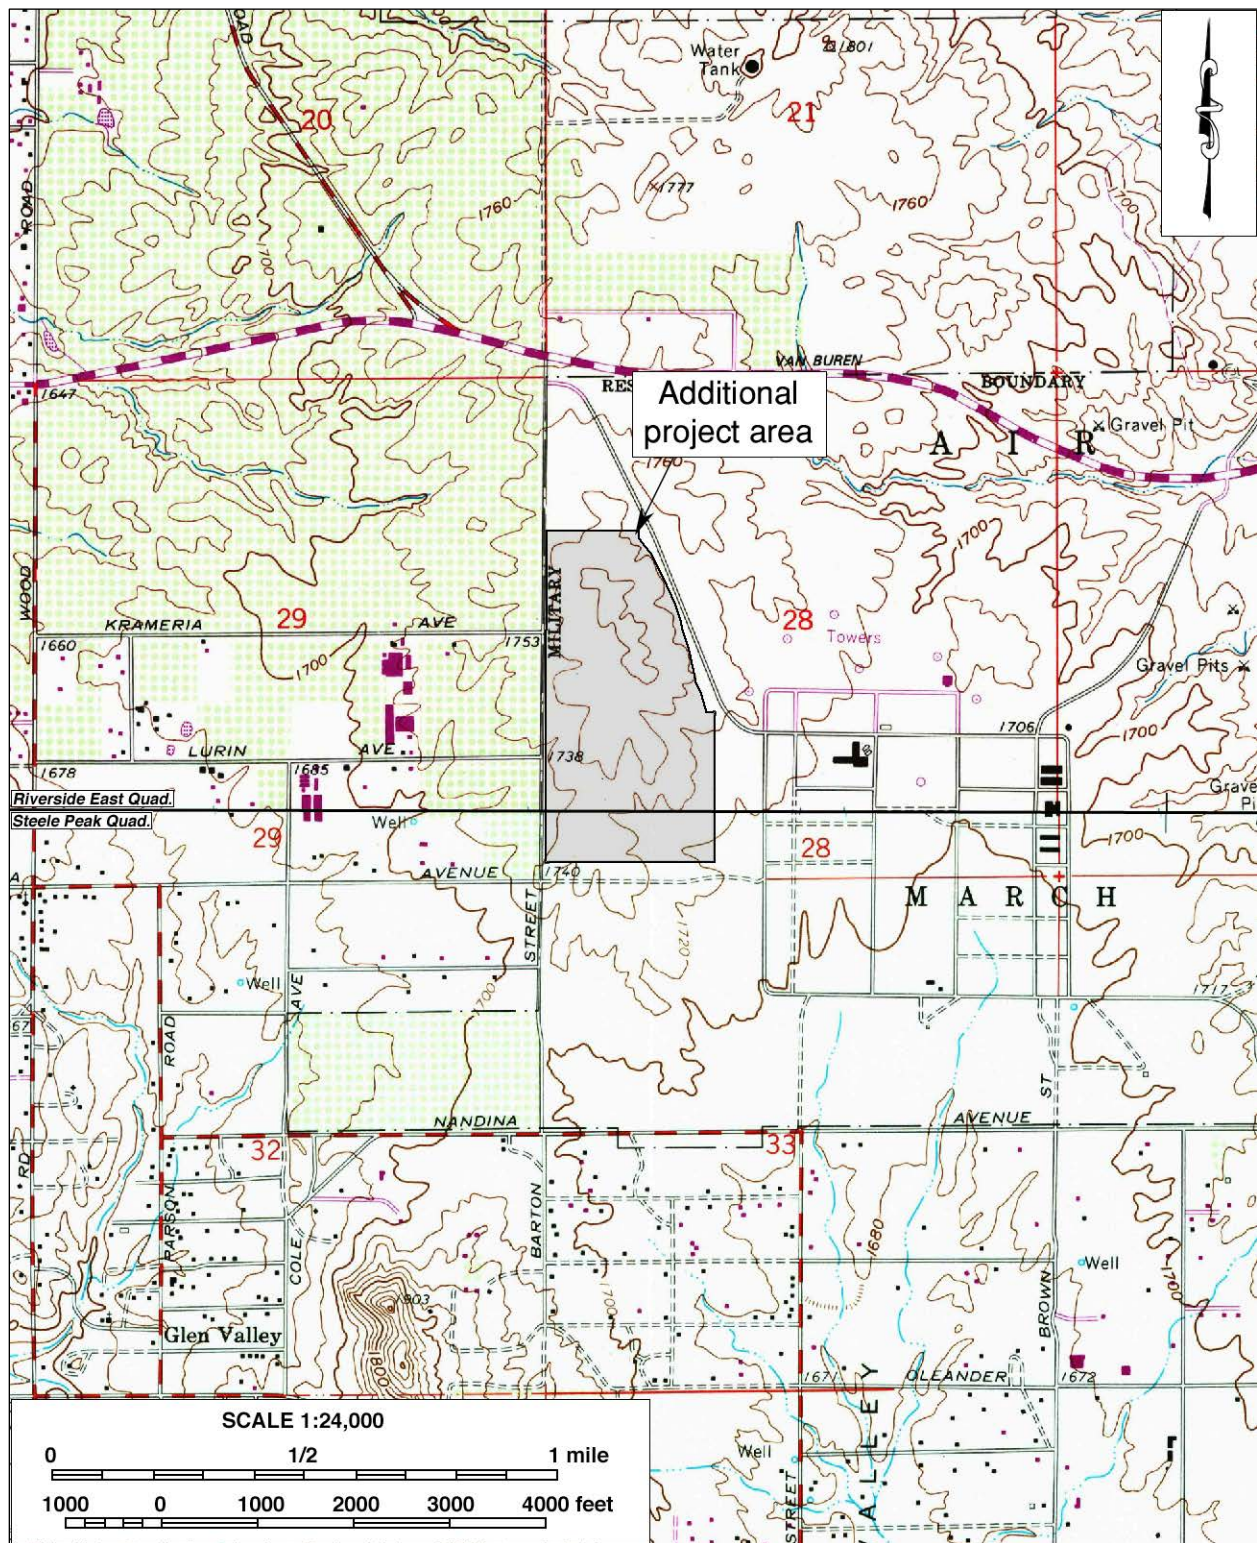 ROAD
Water
Tank
1801
20
21
ROAD
1777
1760
1760
1700
1700
VAN BUREN
RES
BOUNDARY
1647
Additional
project area
A I R
Gravel Pit
1760
1700
WOOD
MILITARY
KRAMERIA AVE
29
28
1660
1753
Towers
1700
Gravel Pits
1706
1700
LURIN AVE
1738
1678
1685
Riverside East Quad.
Steele Peak Quad.
Well
29
28
1700
AVENUE
1740
M A R C H
STREET
1720
Well
AVE
1700
1717
ROAD
67
ST
NANDINA AVENUE
32
33
RD
PARSON
COLE
BARTON
1680
Well
BROWN
1700
1700
1803
Glen Valley
1800
1671
OLEANDER
1672
SCALE 1:24,000
0 1/2 1 mile
1000 0 1000 2000 3000 4000 feet
Well
STREET
ALLEY